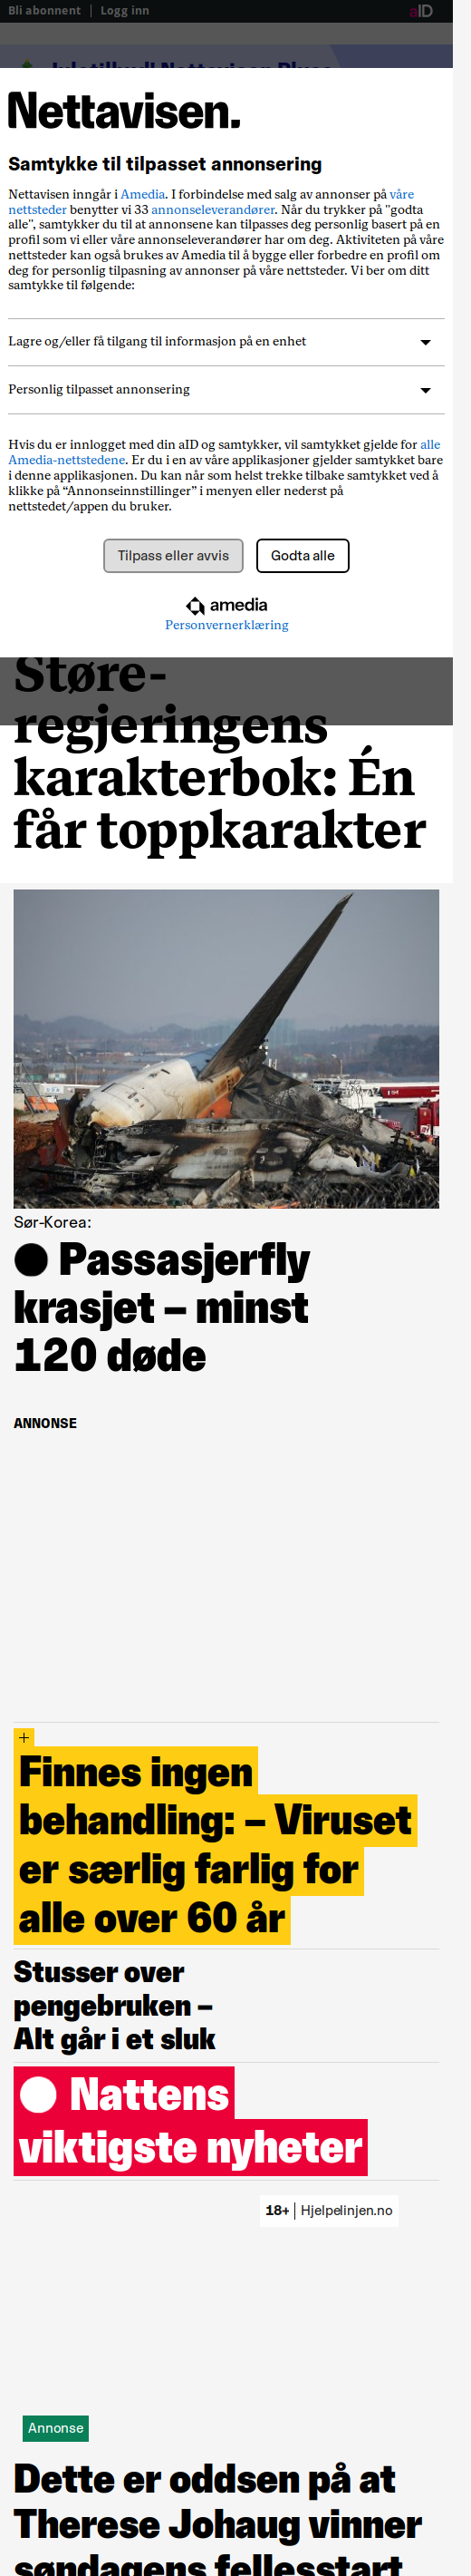 Bli abonnent | Logg inn
aID
Nettavisen.
Samtykke til tilpasset annonsering
Nettavisen inngår i Amedia. I forbindelse med salg av annonser på våre
nettsteder benytter vi 33 annonseleverandører. Når du trykker på "godta
alle", samtykker du til at annonsene kan tilpasses deg personlig basert på en
profil som vi eller våre annonseleverandører har om deg. Aktiviteten på våre
nettsteder kan også brukes av Amedia til å bygge eller forbedre en profil om
deg for personlig tilpasning av annonser på våre nettsteder. Vi ber om ditt
samtykke til følgende:
Lagre og/eller få tilgang til informasjon på en enhet
Personlig tilpasset annonsering
Hvis du er innlogget med din aID og samtykker, vil samtykket gjelde for alle
Amedia-nettstedene. Er du i en av våre applikasjoner gjelder samtykket bare
i denne applikasjonen. Du kan når som helst trekke tilbake samtykket ved å
klikke på “Annonseinnstillinger” i menyen eller nederst på
nettstedet/appen du bruker.
Tilpass eller avvis
Godta alle
amedia
Personvernerklæring
Støre-
regjeringens
karakterbok: Én
får toppkarakter
Sør-Korea:
Passasjerfly
krasjet – minst
120 døde
ANNONSE
+
Finnes ingen
behandling: – Viruset
er særlig farlig for
alle over 60 år
Stusser over
pengebruken –
Alt går i et sluk
Nattens
viktigste nyheter
18+ | Hjelpelinjen.no
Annonse
Dette er oddsen på at
Therese Johaug vinner
søndagens fellesstart